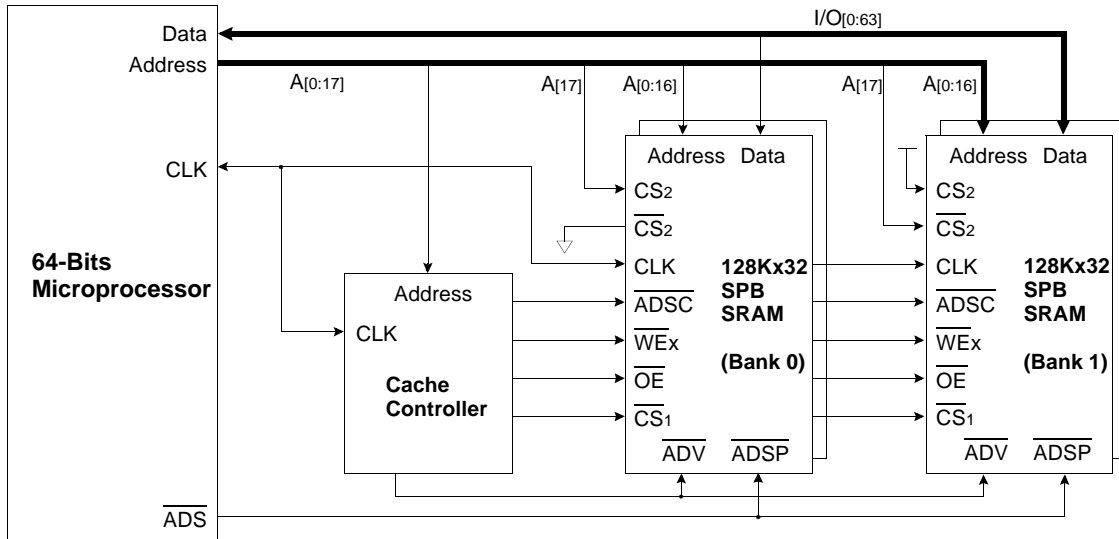 I/O[0:63]
Data
Address
A[0:17]
A[17]
A[0:16]
A[17]
A[0:16]
CLK
64-Bits
Microprocessor
ADS
Address
CLK
Cache
Controller
Address Data
CS2
CS2
CLK
ADSC
WEx
OE
CS1
ADV ADSP
128Kx32
SPB
SRAM
(Bank 0)
Address Data
CS2
CS2
CLK
ADSC
WEx
OE
CS1
ADV ADSP
128Kx32
SPB
SRAM
(Bank 1)